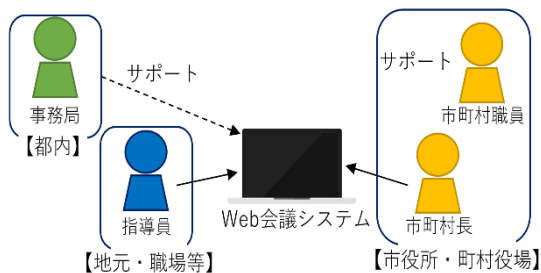 事務局
【都内】
サポート
指導員
【地元・職場等】
Web会議システム
サポート
市町村職員
市町村長
【市役所・町村役場】